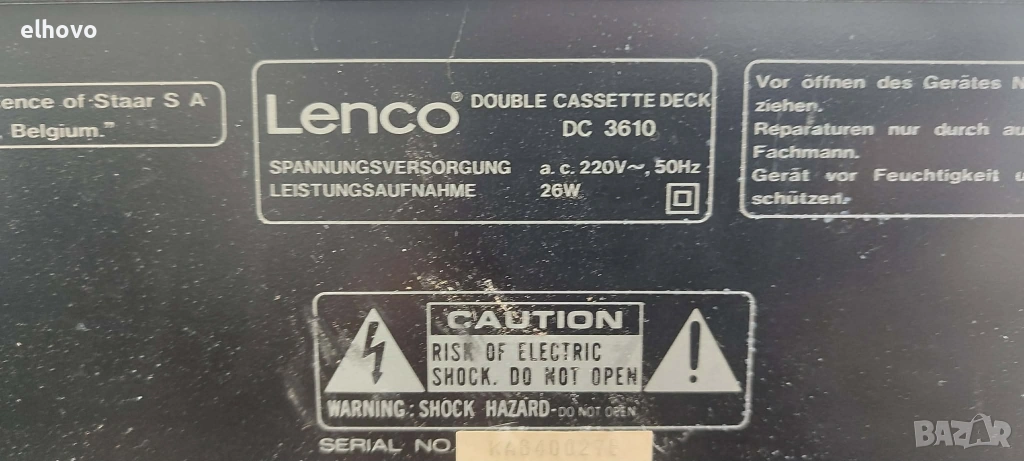 elhovo
ence of Staar S A
, Belgium."
Lenco® DOUBLE CASSETTE DECK
DC 3610
SPANNUNGSVERSORGUNG a.c. 220V~, 50Hz
LEISTUNGSAUFNAHME 26W
Vor öffnen des Gerätes N
ziehen.
Reparaturen nur durch au
Fachmann.
Gerät vor Feuchtigkeit u
schützen.
CAUTION
RISK OF ELECTRIC
SHOCK. DO NOT OPEN
WARNING: SHOCK HAZARD-DO NOT OPEN
SERIAL NO.
BAZAR